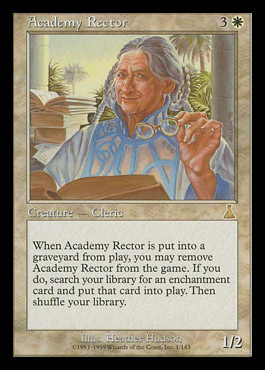 Academy Rector 3
Creature — Cleric
When Academy Rector is put into a
graveyard from play, you may remove
Academy Rector from the game. If you
do, search your library for an enchantment
card and put that card into play. Then
shuffle your library.
Illus. Heather Hudson
©1993-1999 Wizards of the Coast, Inc. 1/143
1/2